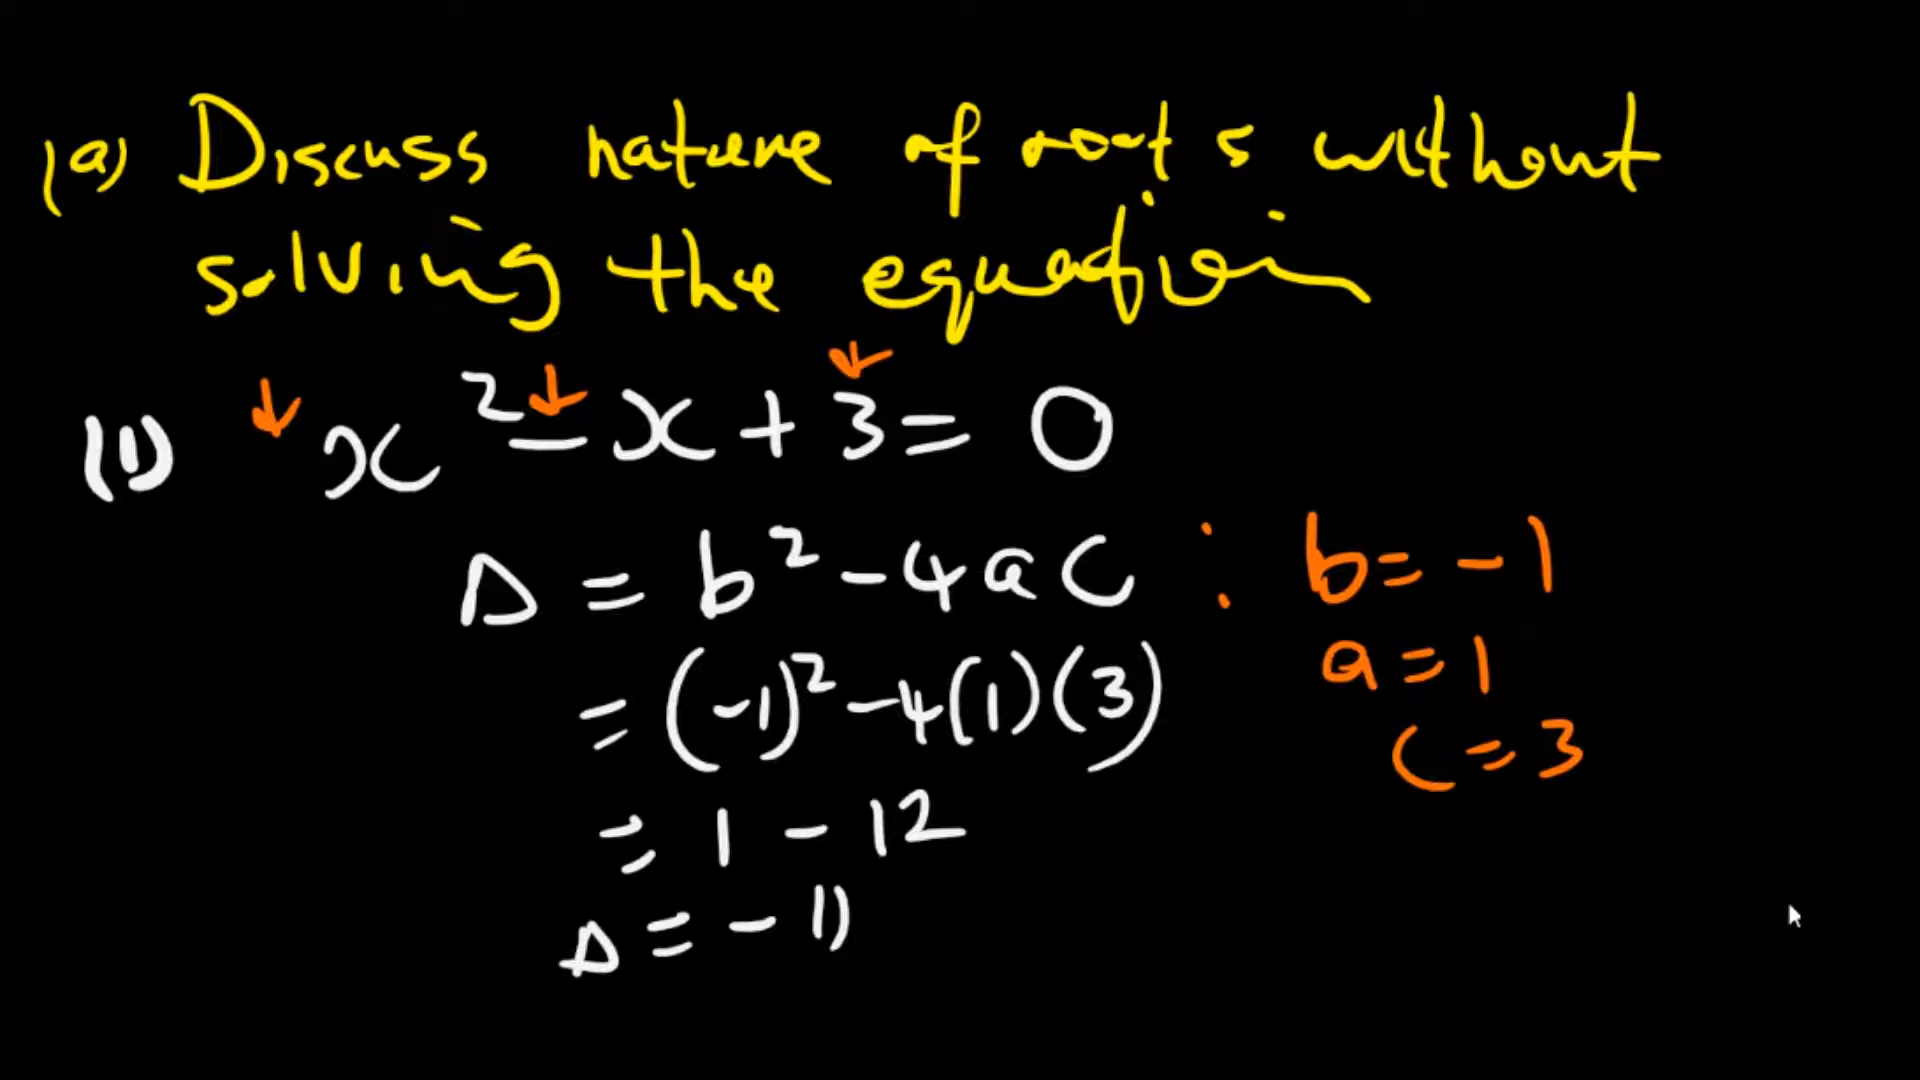 (a) Discuss nature of roots without
solving the equation
(1) x² - x + 3 = 0
Δ = b² - 4ac : b = -1
= (-1)² - 4(1)(3) a = 1
= 1 - 12 c = 3
Δ = -11